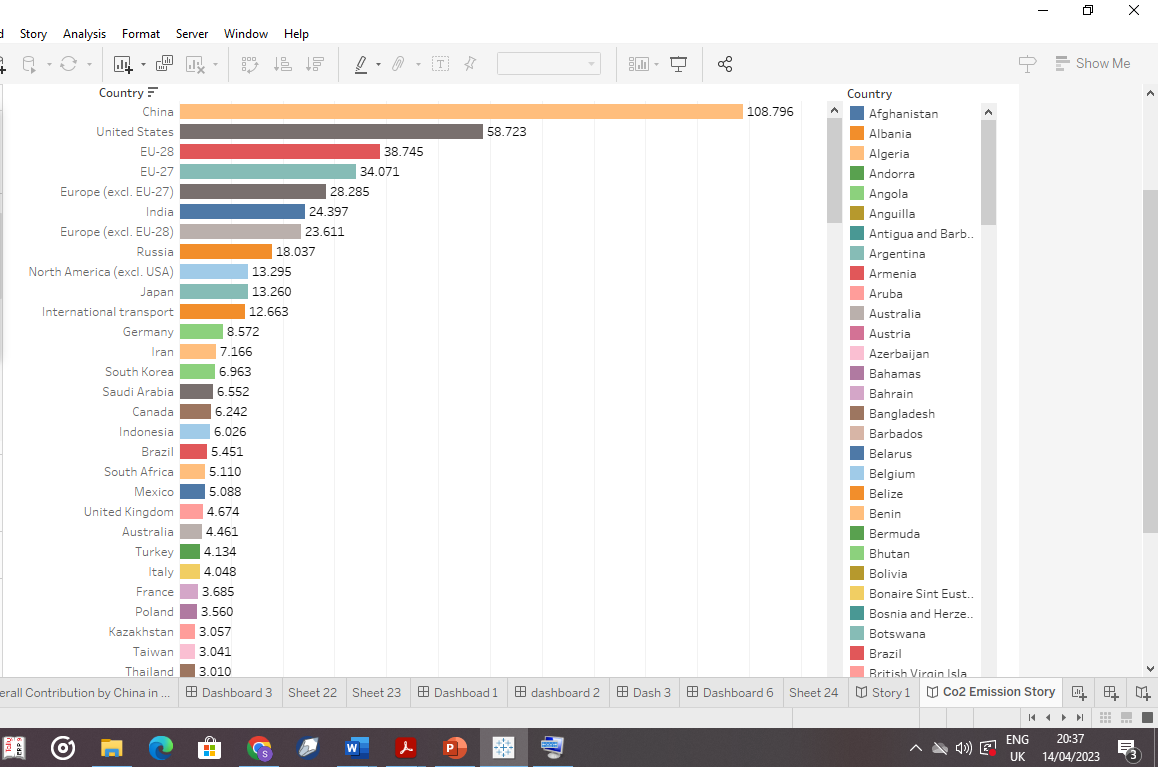 Story Analysis Format Server Window Help
Show Me
Country
China 108.796
United States 58.723
EU-28 38.745
EU-27 34.071
Europe (excl. EU-27) 28.285
India 24.397
Europe (excl. EU-28) 23.611
Russia 18.037
North America (excl. USA) 13.295
Japan 13.260
International transport 12.663
Germany 8.572
Iran 7.166
South Korea 6.963
Saudi Arabia 6.552
Canada 6.242
Indonesia 6.026
Brazil 5.451
South Africa 5.110
Mexico 5.088
United Kingdom 4.674
Australia 4.461
Turkey 4.134
Italy 4.048
France 3.685
Poland 3.560
Kazakhstan 3.057
Taiwan 3.041
Thailand 3.010
Country
Afghanistan
Albania
Algeria
Andorra
Angola
Anguilla
Antigua and Barb..
Argentina
Armenia
Aruba
Australia
Austria
Azerbaijan
Bahamas
Bahrain
Bangladesh
Barbados
Belarus
Belgium
Belize
Benin
Bermuda
Bhutan
Bolivia
Bonaire Sint Eust..
Bosnia and Herze..
Botswana
Brazil
British Virgin Isla
erall Contribution by China in ... Dashboard 3 Sheet 22 Sheet 23 Dashboad 1 dashboard 2 Dash 3 Dashboard 6 Sheet 24 Story 1 Co2 Emission Story
ENG 20:37
UK 14/04/2023 3